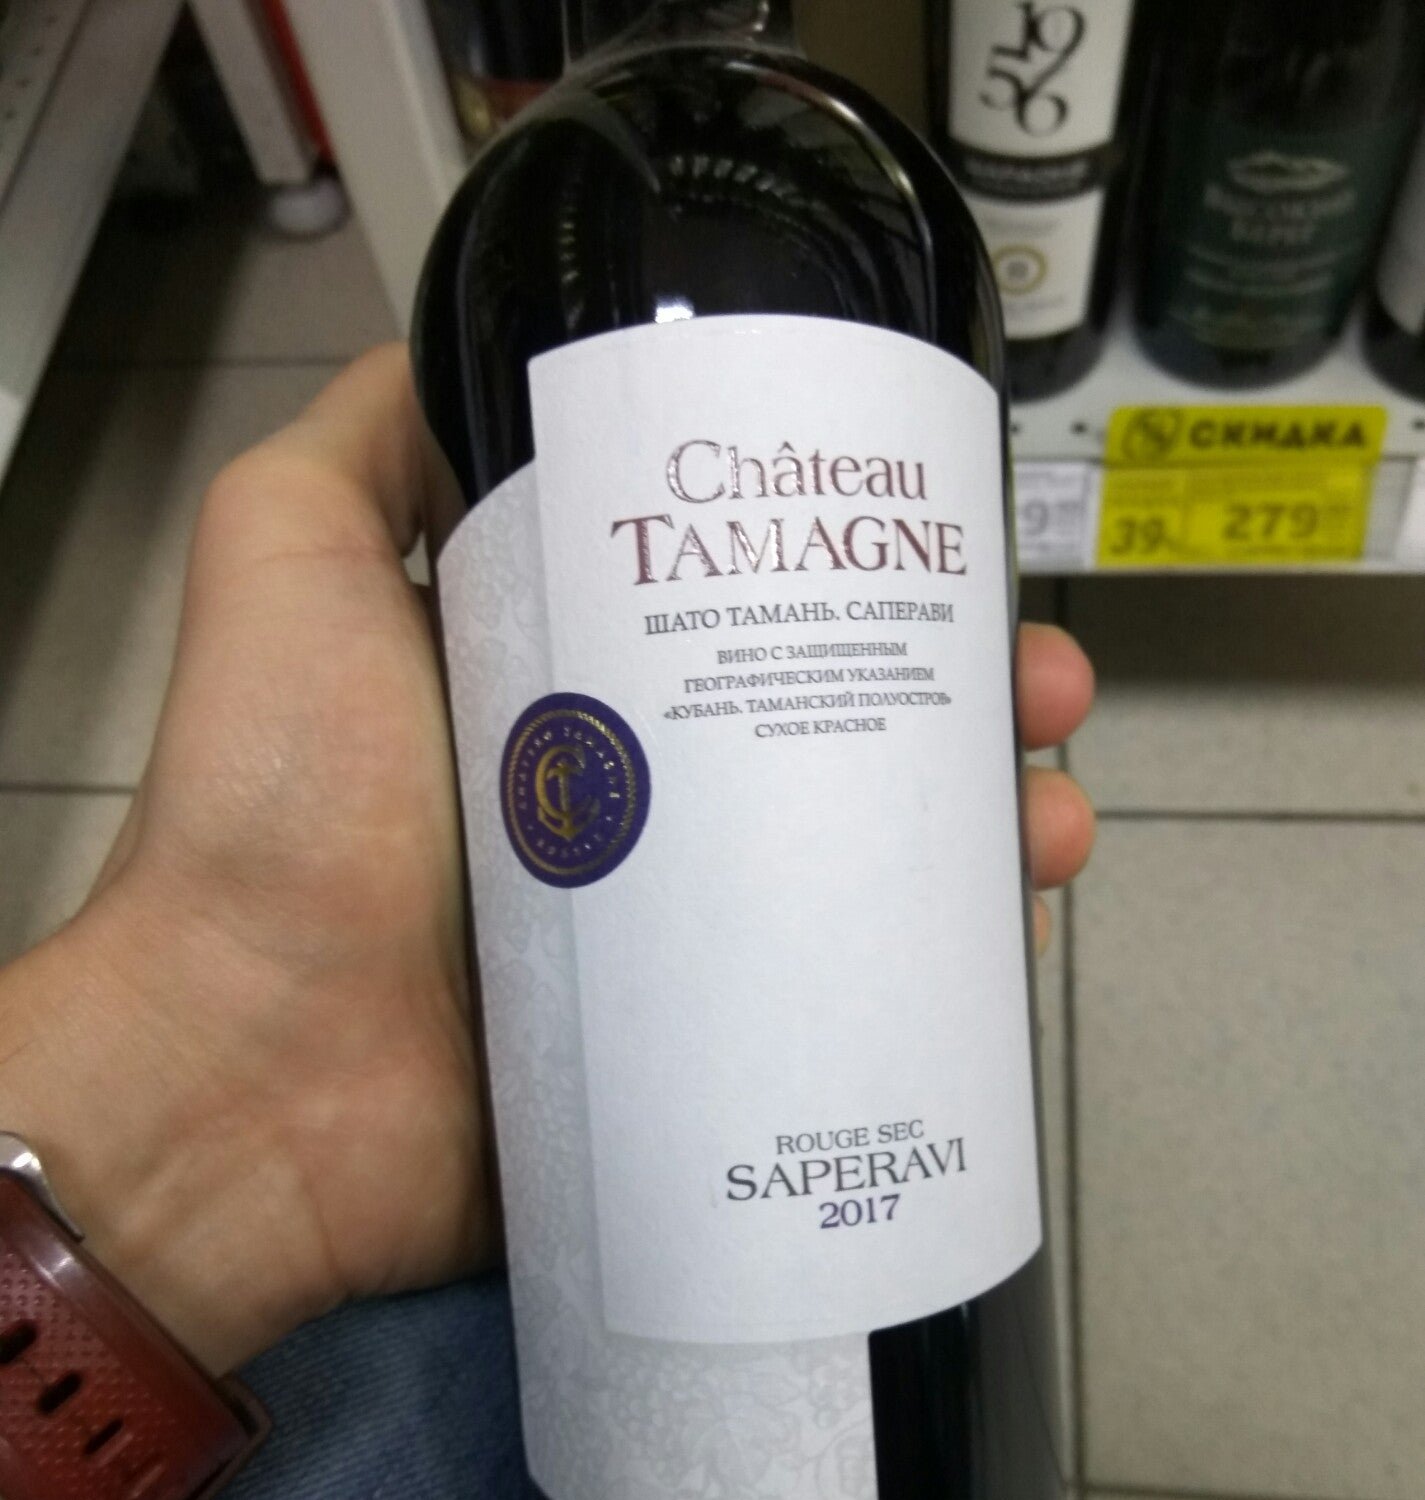 Château
TAMAGNE
ШАТО ТАМАНЬ. САПЕРАВИ
ВИНО С ЗАЩИЩЕННЫМ
ГЕОГРАФИЧЕСКИМ УКАЗАНИЕМ
«КУБАНЬ. ТАМАНСКИЙ ПОЛУОСТРОВ»
СУХОЕ КРАСНОЕ
ROUGE SEC
SAPERAVI
2017
СКИДКА
39
279